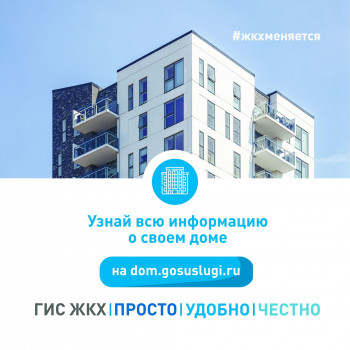 #жкхменяется
Узнай всю информацию
о своем доме
на dom.gosuslugi.ru
ГИС ЖКХ|ПРОСТО|УДОБНО|ЧЕСТНО